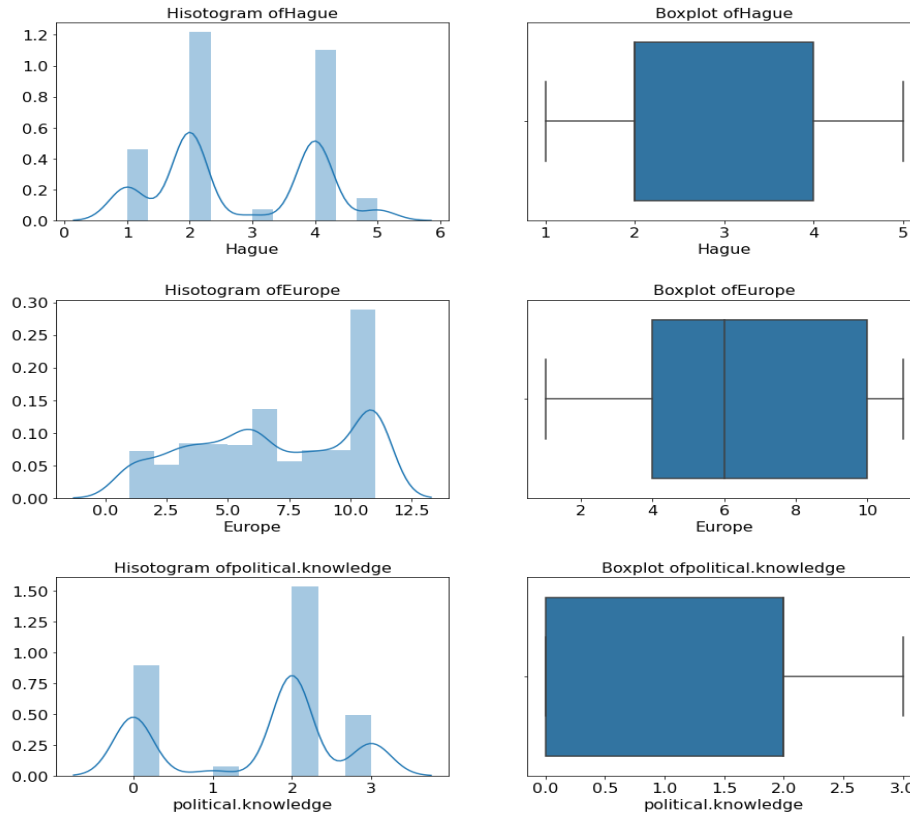 Hisotogram ofHague
1.2
1.0
0.8
0.6
0.4
0.2
0.0
0 1 2 3 4 5 6
Hague
Boxplot ofHague
1 2 3 4 5
Hague
Hisotogram ofEurope
0.30
0.25
0.20
0.15
0.10
0.05
0.00
0.0 2.5 5.0 7.5 10.0 12.5
Europe
Boxplot ofEurope
2 4 6 8 10
Europe
Hisotogram ofpolitical.knowledge
1.50
1.25
1.00
0.75
0.50
0.25
0.00
0 1 2 3
political.knowledge
Boxplot ofpolitical.knowledge
0.0 0.5 1.0 1.5 2.0 2.5 3.0
political.knowledge